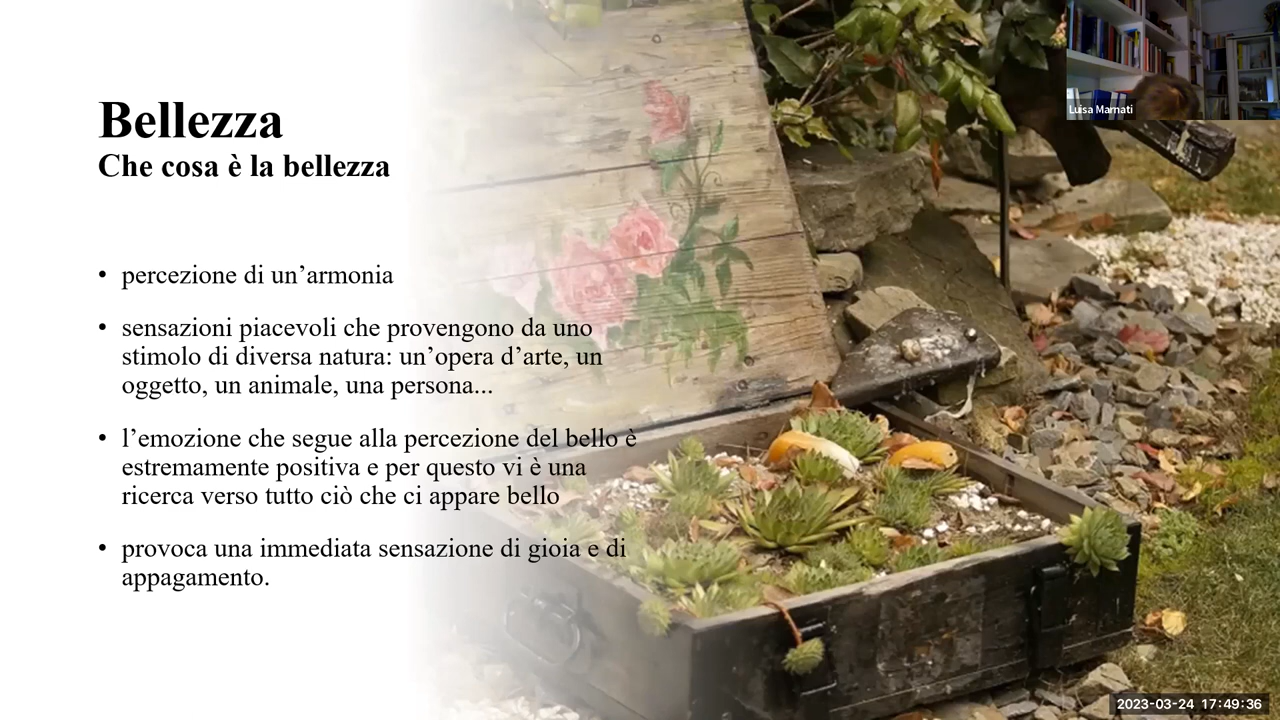 Bellezza
Che cosa è la bellezza
• percezione di un’armonia
• sensazioni piacevoli che provengono da uno
stimolo di diversa natura: un’opera d’arte, un
oggetto, un animale, una persona...
• l’emozione che segue alla percezione del bello è
estremamente positiva e per questo vi è una
ricerca verso tutto ciò che ci appare bello
• provoca una immediata sensazione di gioia e di
appagamento.
Luisa Marnati
2023-03-24 17:49:36